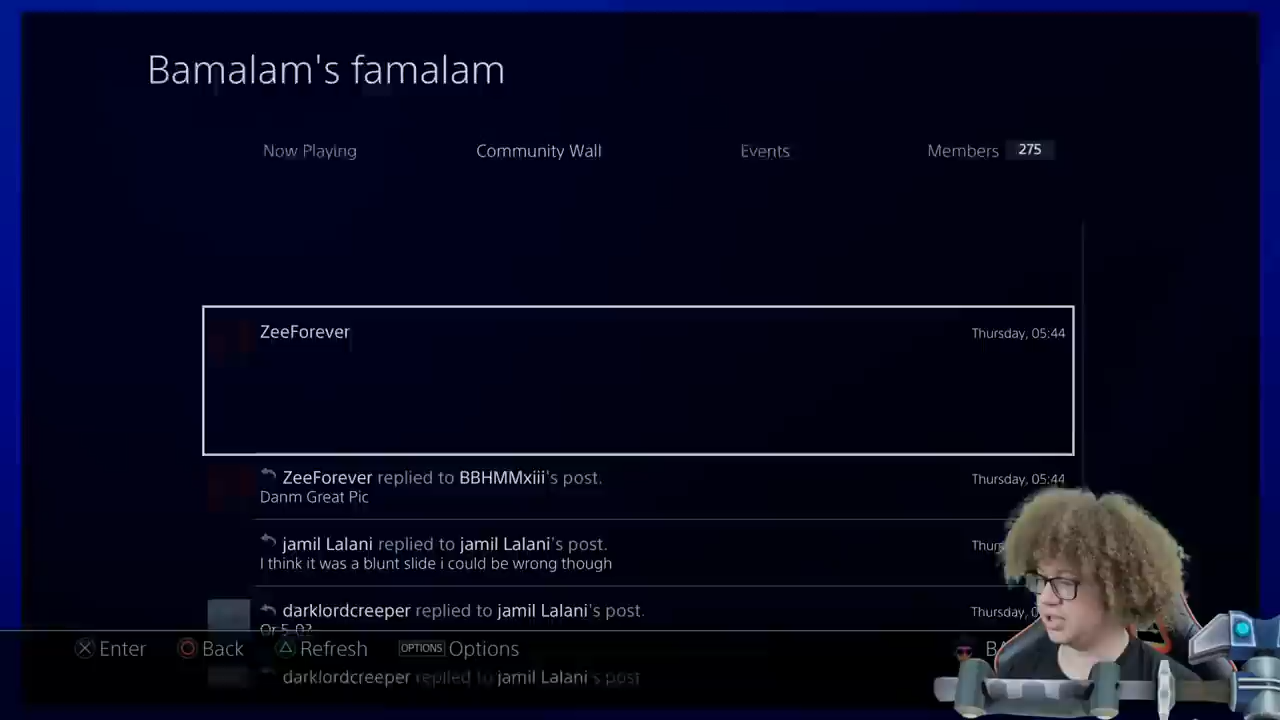 Bamalam's famalam
Now Playing Community Wall Events Members 275
ZeeForever Thursday, 05:44
ZeeForever replied to BBHMMxiii's post. Thursday, 05:44
Danm Great Pic
jamil Lalani replied to jamil Lalani's post.
I think it was a blunt slide i could be wrong though
darklordcreeper replied to jamil Lalani's post. Thursday,
Enter Back Refresh OPTIONS Options
darklordcreeper replied to jamil Lalani's post